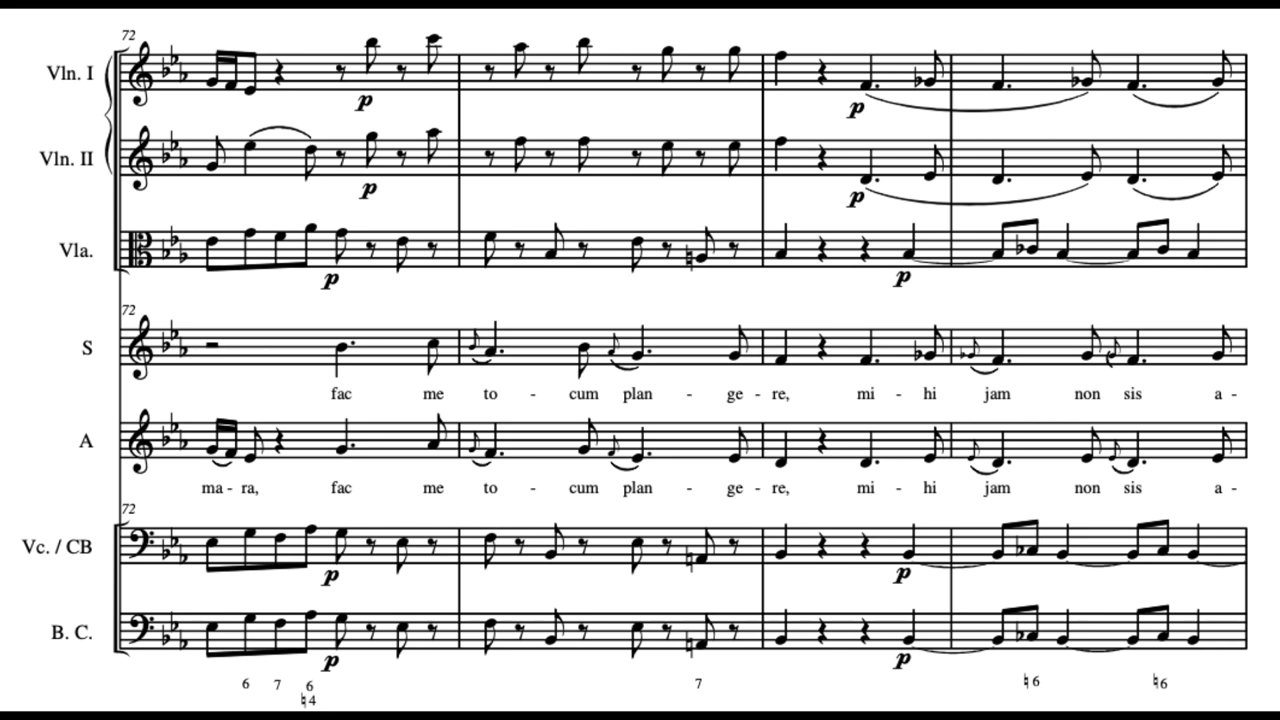 72
Vln. I
p
p
Vln. II
p
p
Vla.
p
p
72
S
fac me to - cum plan - ge - re, mi - hi jam non sis a -
A
ma - ra, fac me to - cum plan - ge - re, mi - hi jam non sis a -
72
Vc. / CB
p
p
B. C.
p
p
6 7 6 7 ♮6 ♮6
♮4